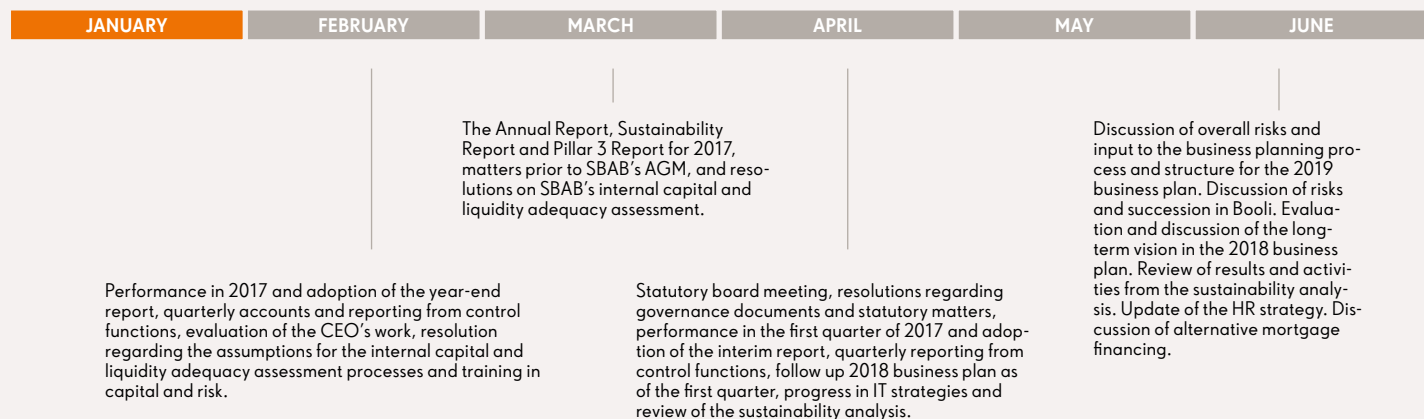 JANUARY
FEBRUARY
MARCH
APRIL
MAY
JUNE
Performance in 2017 and adoption of the year-end
report, quarterly accounts and reporting from control
functions, evaluation of the CEO's work, resolution
regarding the assumptions for the internal capital and
liquidity adequacy assessment processes and training in
capital and risk.
The Annual Report, Sustainability
Report and Pillar 3 Report for 2017,
matters prior to SBAB's AGM, and reso-
lutions on SBAB's internal capital and
liquidity adequacy assessment.
Statutory board meeting, resolutions regarding
governance documents and statutory matters,
performance in the first quarter of 2017 and adop-
tion of the interim report, quarterly reporting from
control functions, follow up 2018 business plan as
of the first quarter, progress in IT strategies and
review of the sustainability analysis.
Discussion of overall risks and
input to the business planning pro-
cess and structure for the 2019
business plan. Discussion of risks
and succession in Booli. Evalua-
tion and discussion of the long-
term vision in the 2018 business
plan. Review of results and activi-
ties from the sustainability analy-
sis. Update of the HR strategy. Dis-
cussion of alternative mortgage
financing.